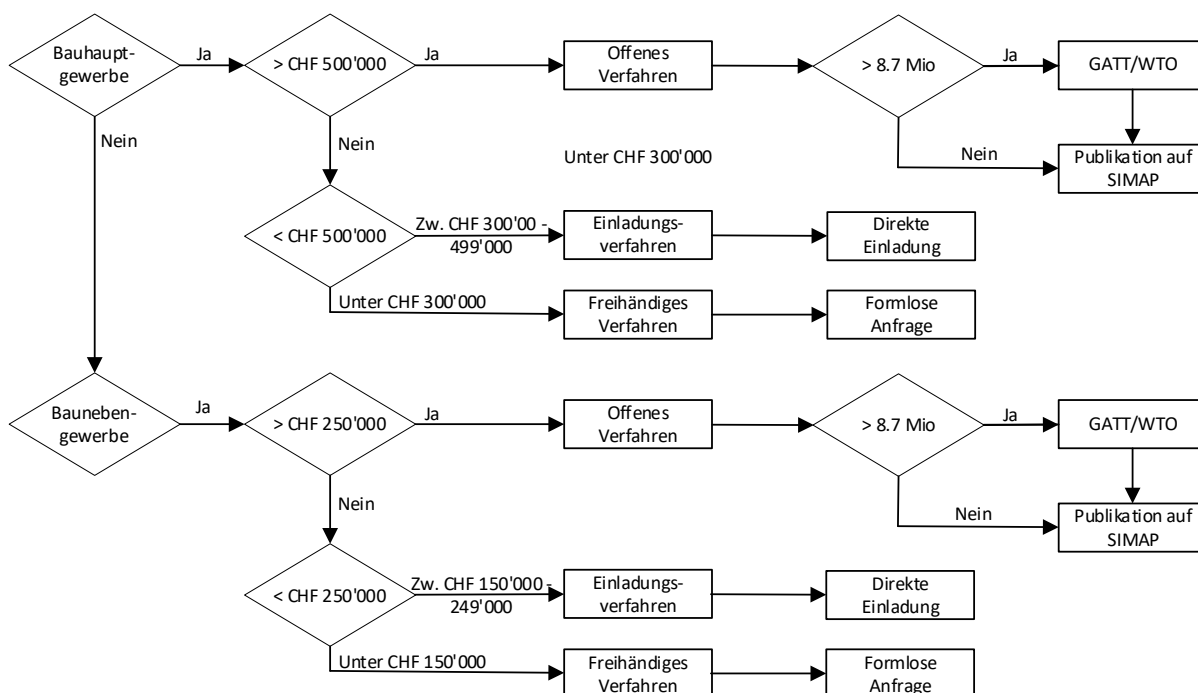 Bauhaupt-
gewerbe
Ja
> CHF 500'000
Ja
Offenes
Verfahren
> 8.7 Mio
Ja
GATT/WTO
Nein
Nein
Unter CHF 300'000
Nein
Publikation auf
SIMAP
< CHF 500'000
Zw. CHF 300'00 -
499'000
Einladungs-
verfahren
Direkte
Einladung
Unter CHF 300'000
Freihändiges
Verfahren
Formlose
Anfrage
Bauneben-
gewerbe
Ja
> CHF 250'000
Ja
Offenes
Verfahren
> 8.7 Mio
Ja
GATT/WTO
Nein
Nein
Publikation auf
SIMAP
< CHF 250'000
Zw. CHF 150'000 -
249'000
Einladungs-
verfahren
Direkte
Einladung
Unter CHF 150'000
Freihändiges
Verfahren
Formlose
Anfrage